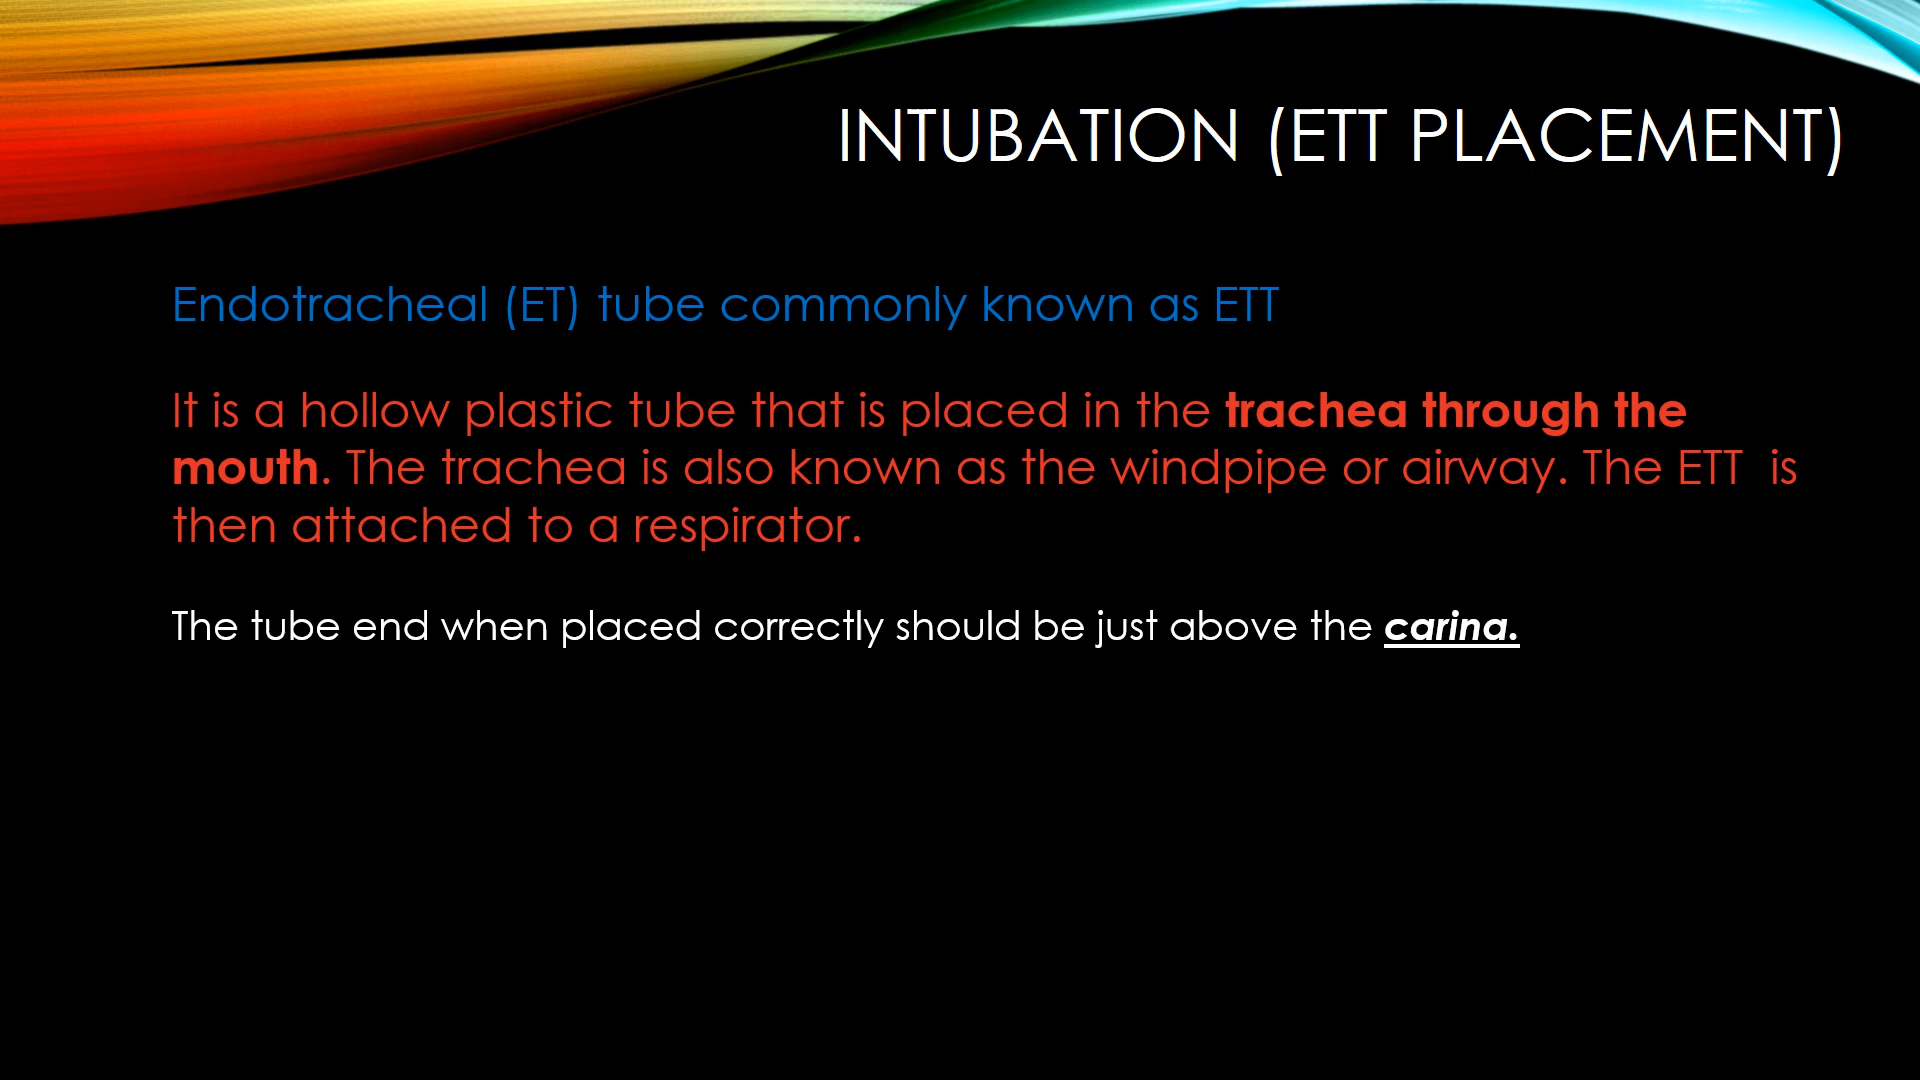 INTUBATION (ETT PLACEMENT)
Endotracheal (ET) tube commonly known as ETT
It is a hollow plastic tube that is placed in the trachea through the
mouth. The trachea is also known as the windpipe or airway. The ETT  is
then attached to a respirator.
The tube end when placed correctly should be just above the carina.